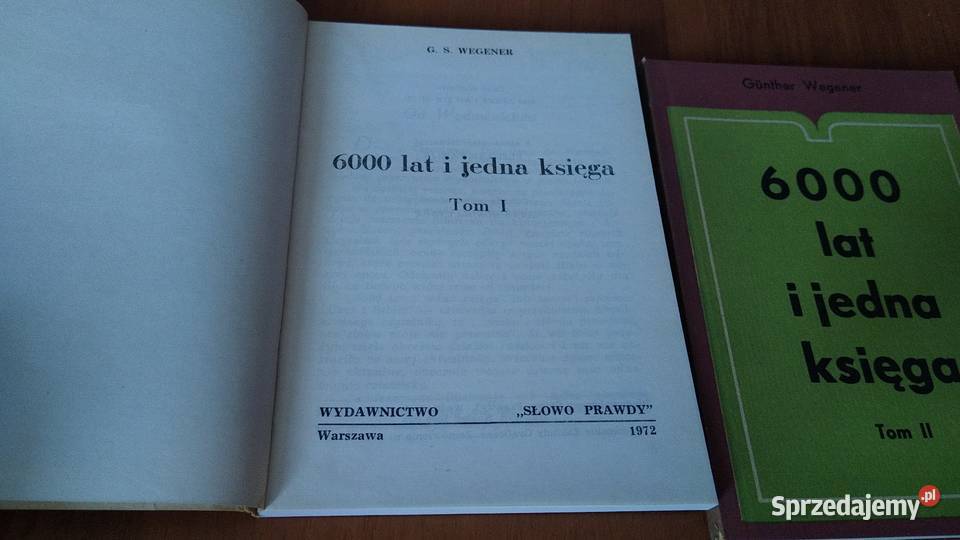 G. S. WEGENER
6000 lat i jedna księga
Tom I
WYDAWNICTWO „SŁOWO PRAWDY”
Warszawa 1972
Günther Wegener
6000
lat
i jedna
księga
Tom II
Sprzedajemy.pl